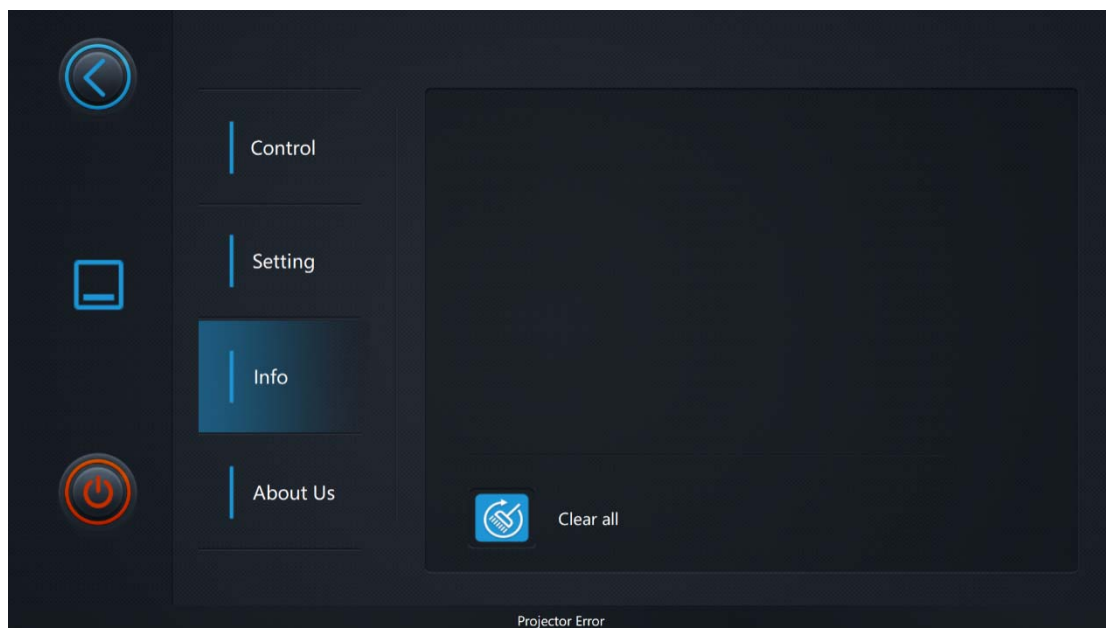 Control
Setting
Info
About Us
Clear all
Projector Error